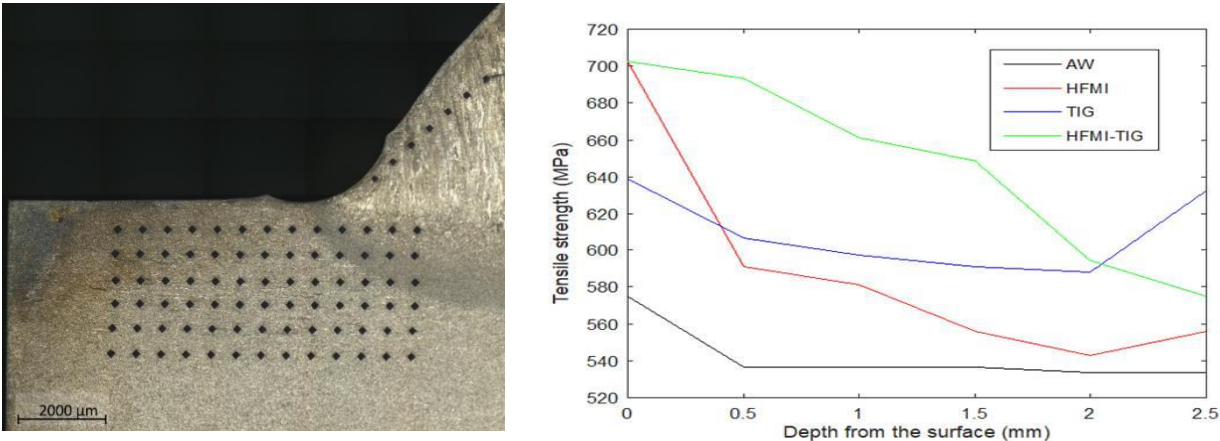 2000 µm
720
700
680
660
640
620
600
580
560
540
520
Tensile strength (MPa)
AW
HFMI
TIG
HFMI-TIG
0 0.5 1 1.5 2 2.5
Depth from the surface (mm)